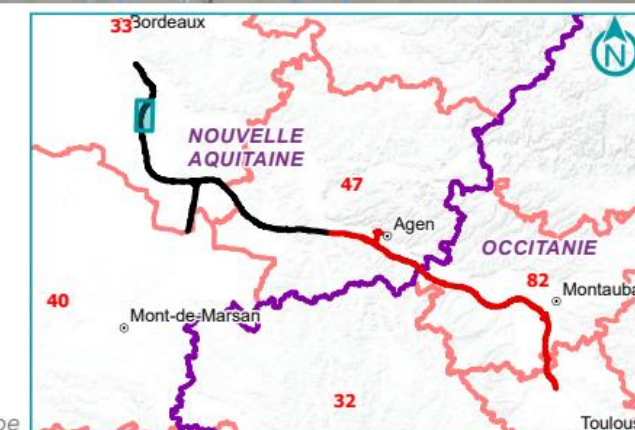 33
Bordeaux
N
NOUVELLE
AQUITAINE
47
Agen
OCCITANIE
82
Montauba
40
Mont-de-Marsan
32
Toulous